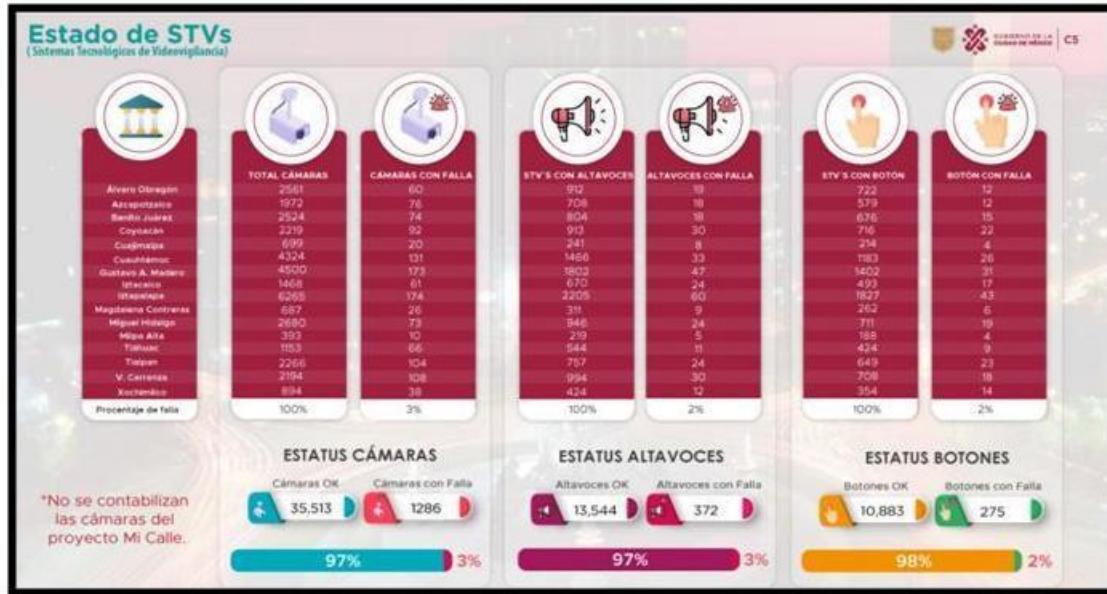 Estado de STVs
( Sistemas Tecnológicos de Videovigilancia)
GOBIERNO DE LA
CIUDAD DE MÉXICO
C5
TOTAL CÁMARAS CÁMARAS CON FALLA STV´S CON ALTAVOCES ALTAVOCES CON FALLA STV´S CON BOTÓN BOTÓN CON FALLA
Álvaro Obregón 2561 60 912 19 722 12
Azcapotzalco 1972 76 708 18 579 12
Benito Juárez 2524 74 804 18 676 15
Coyoacán 2219 92 913 30 716 22
Cuajimalpa 699 20 241 8 214 4
Cuauhtémoc 4324 131 1466 33 1183 26
Gustavo A. Madero 4500 173 1802 47 1402 31
Iztacalco 1468 61 670 24 493 17
Iztapalapa 6265 174 2205 60 1827 43
Magdalena Contreras 687 26 311 9 262 6
Miguel Hidalgo 2680 73 946 24 711 19
Milpa Alta 393 10 219 5 188 4
Tláhuac 1153 66 544 11 424 9
Tlalpan 2266 104 757 24 649 23
V. Carranza 2194 108 994 30 708 18
Xochimilco 894 38 424 12 354 14
Procentaje de falla 100% 3% 100% 2% 100% 2%
ESTATUS CÁMARAS ESTATUS ALTAVOCES ESTATUS BOTONES
Cámaras OK Cámaras con Falla Altavoces OK Altavoces con Falla Botones OK Botones con Falla
35,513 1286 13,544 372 10,883 275
*No se contabilizan
las cámaras del
proyecto Mi Calle.
97% 3% 97% 3% 98% 2%